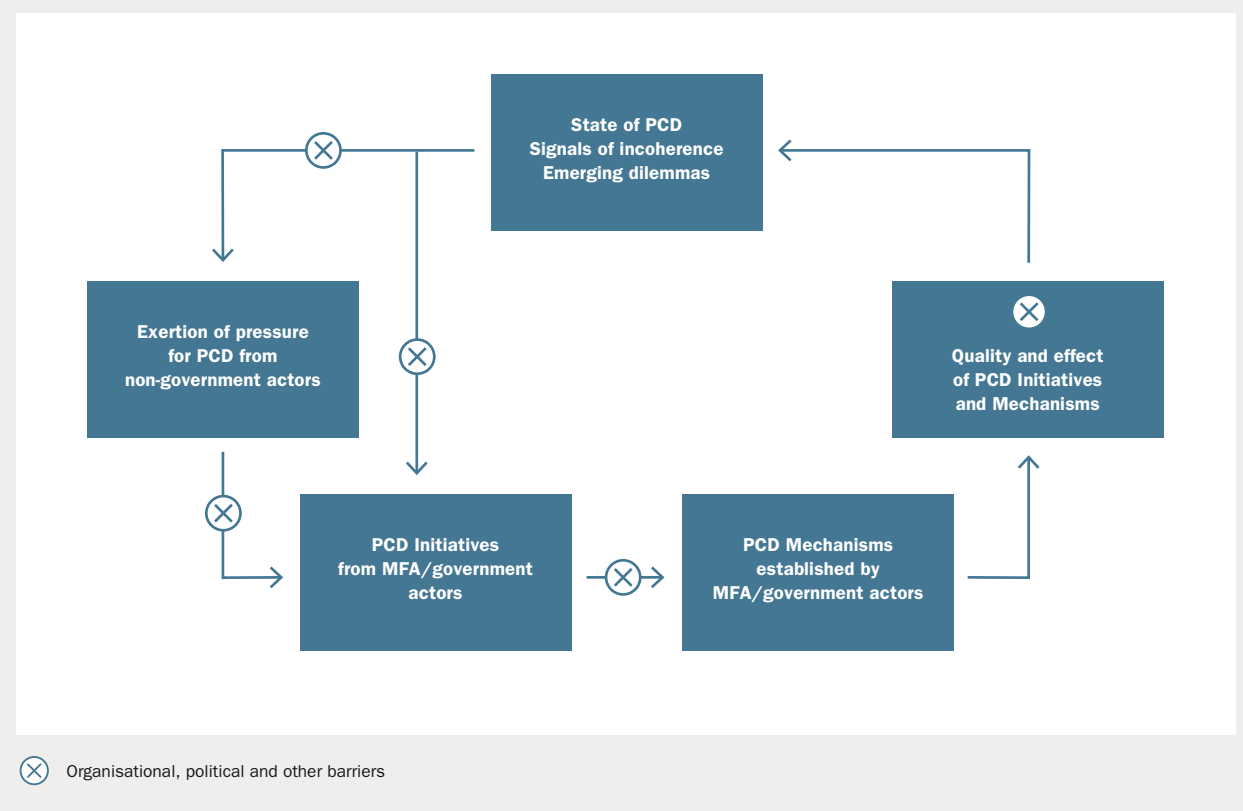 State of PCD
Signals of incoherence
Emerging dilemmas
Exertion of pressure
for PCD from
non-government actors
Quality and effect
of PCD Initiatives
and Mechanisms
PCD Initiatives
from MFA/government
actors
PCD Mechanisms
established by
MFA/government actors
Organisational, political and other barriers